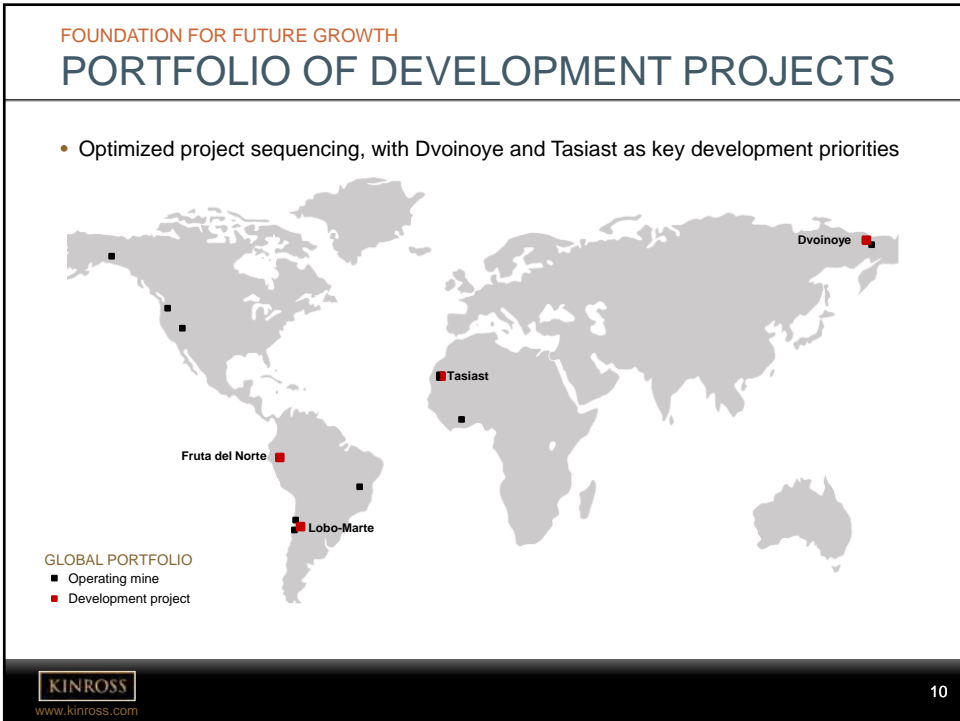 FOUNDATION FOR FUTURE GROWTH
PORTFOLIO OF DEVELOPMENT PROJECTS
• Optimized project sequencing, with Dvoinoye and Tasiast as key development priorities
Dvoinoye
Tasiast
Fruta del Norte
Lobo-Marte
GLOBAL PORTFOLIO
Operating mine
Development project
KINROSS
www.kinross.com
10